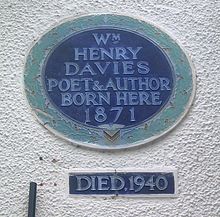 Wm
HENRY
DAVIES
POET & AUTHOR
BORN HERE
1871
DIED, 1940